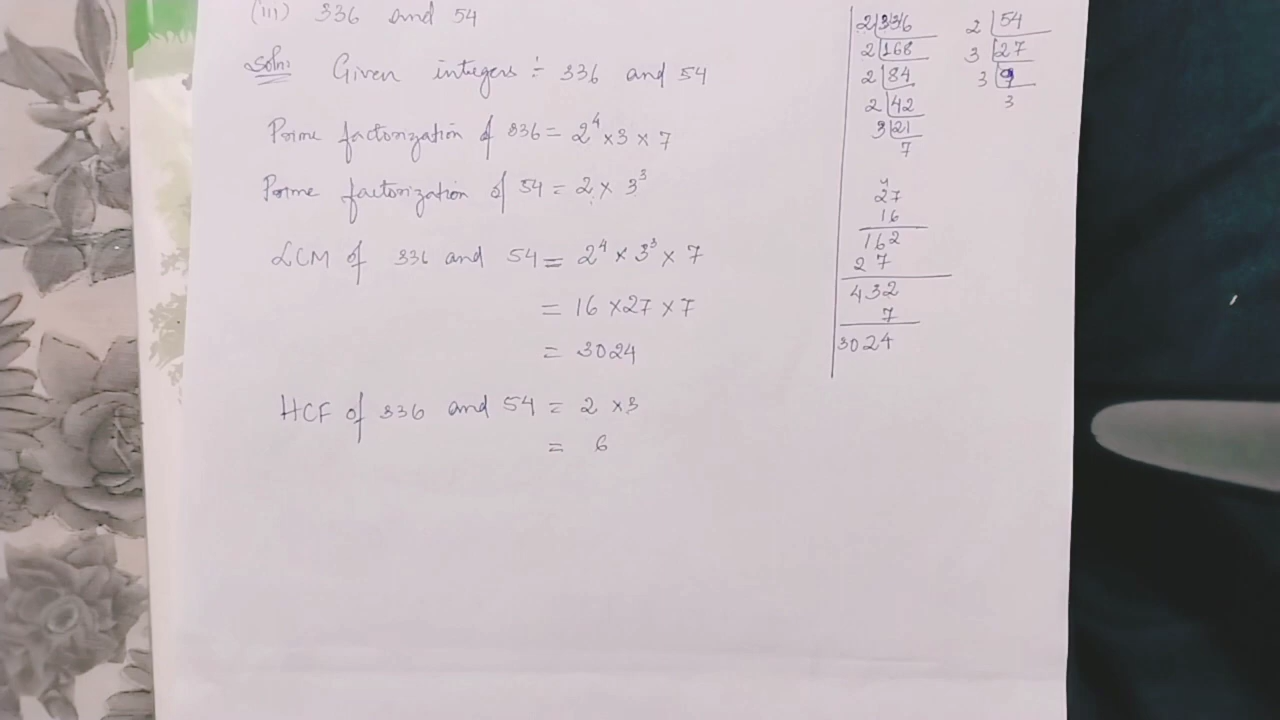 (iii) 336 and 54
Soln: Given integers :- 336 and 54
Prime factorization of 336 = 2⁴ × 3 × 7
Prime factorization of 54 = 2 × 3³
LCM of 336 and 54 = 2⁴ × 3³ × 7
= 16 × 27 × 7
= 3024
HCF of 336 and 54 = 2 × 3
= 6
2 | 336
2 | 168
2 | 84
2 | 42
3 | 21
7
2 | 54
3 | 27
3 | 9
3
4
27
16
162
27
432
7
3024